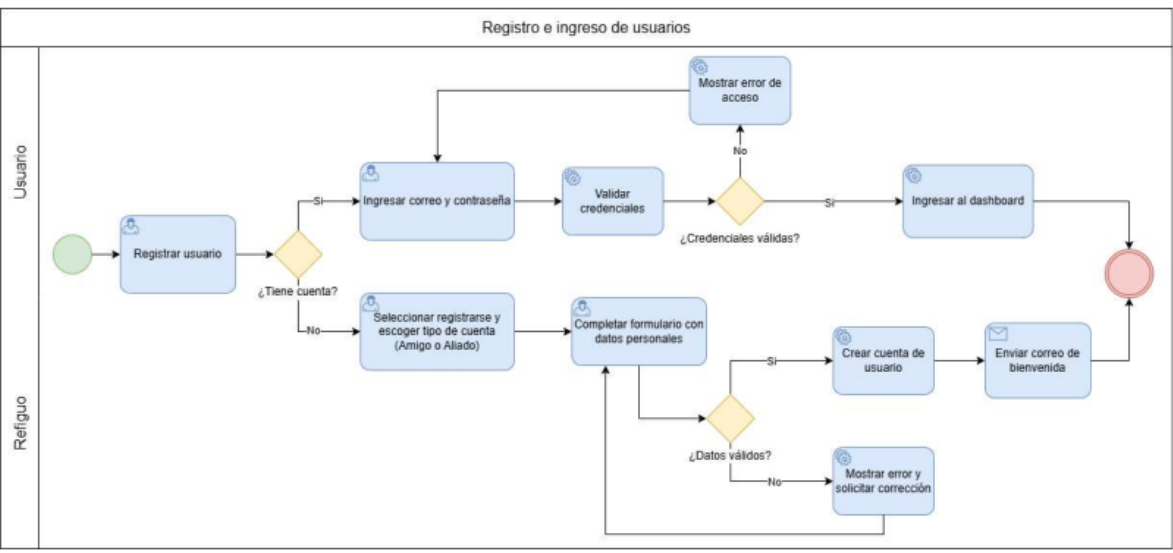 Registro e ingreso de usuarios
Usuario
Mostrar error de
acceso
No
Ingresar correo y contraseña
Validar
credenciales
Si
Si
Ingresar al dashboard
¿Credenciales válidas?
Registrar usuario
¿Tiene cuenta?
No
Seleccionar registrarse y
escoger tipo de cuenta
(Amigo o Aliado)
Completar formulario con
datos personales
Refiguo
Si
Crear cuenta de
usuario
Enviar correo de
bienvenida
¿Datos válidos?
No
Mostrar error y
solicitar corrección